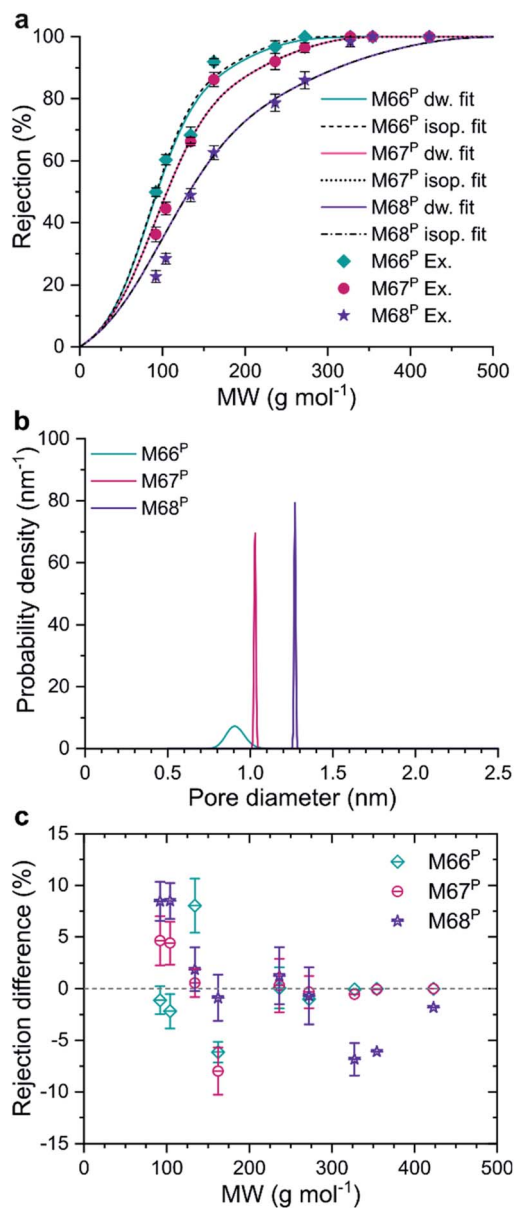 a
100
80
60
40
20
0
Rejection (%)
M66ᴾ dw. fit
M66ᴾ isop. fit
M67ᴾ dw. fit
M67ᴾ isop. fit
M68ᴾ dw. fit
M68ᴾ isop. fit
M66ᴾ Ex.
M67ᴾ Ex.
M68ᴾ Ex.
0 100 200 300 400 500
MW (g mol⁻¹)
b
100
80
60
40
20
0
Probability density (nm⁻¹)
M66ᴾ
M67ᴾ
M68ᴾ
0 0.5 1.0 1.5 2.0 2.5
Pore diameter (nm)
c
15
10
5
0
-5
-10
-15
Rejection difference (%)
M66ᴾ
M67ᴾ
M68ᴾ
0 100 200 300 400 500
MW (g mol⁻¹)